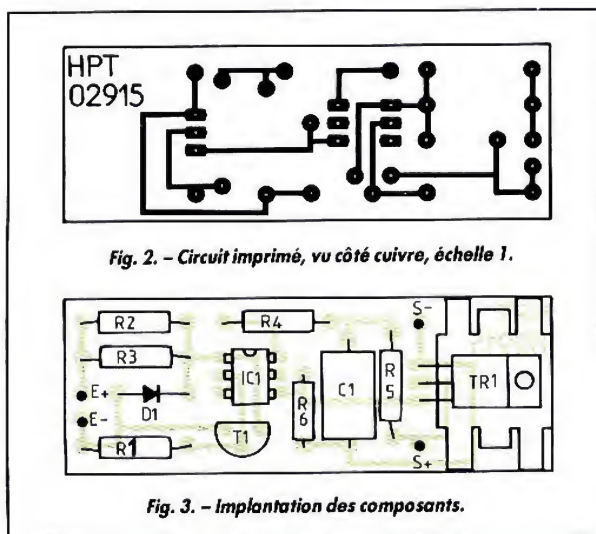 HPT
02915
Fig. 2. – Circuit imprimé, vu côté cuivre, échelle 1.
R2
R4
S-
R3
IC1
E+
D1
R6
C1
R5
TR1
E-
R1
T1
S+
Fig. 3. – Implantation des composants.